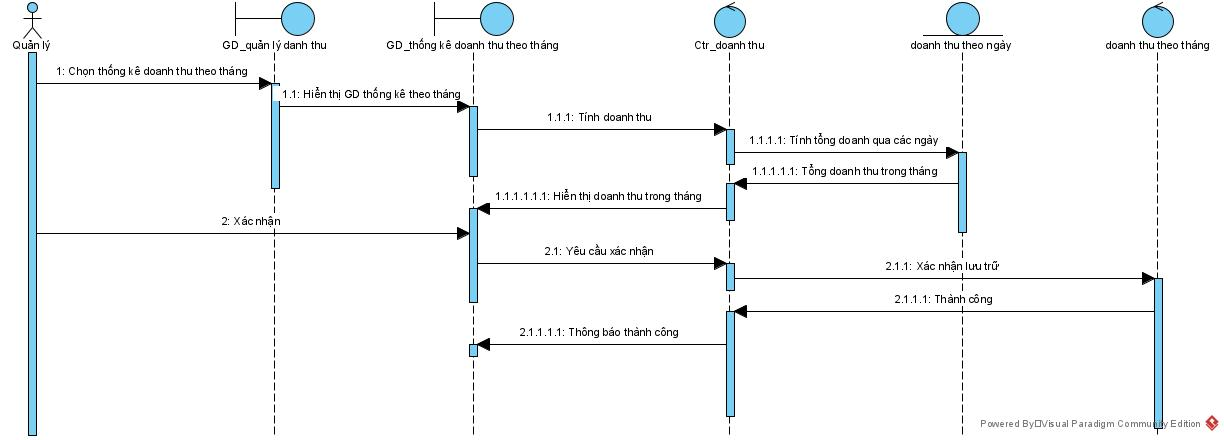 Quản lý
GD_quản lý danh thu
GD_thống kê doanh thu theo tháng
Ctr_doanh thu
doanh thu theo ngày
doanh thu theo tháng
1: Chọn thống kê doanh thu theo tháng
1.1: Hiển thị GD thống kê theo tháng
1.1.1: Tính doanh thu
1.1.1.1: Tính tổng doanh qua các ngày
1.1.1.1.1: Tổng doanh thu trong tháng
1.1.1.1.1.1: Hiển thị doanh thu trong tháng
2: Xác nhận
2.1: Yêu cầu xác nhận
2.1.1: Xác nhận lưu trữ
2.1.1.1: Thành công
2.1.1.1.1: Thông báo thành công
Powered By Visual Paradigm Community Edition